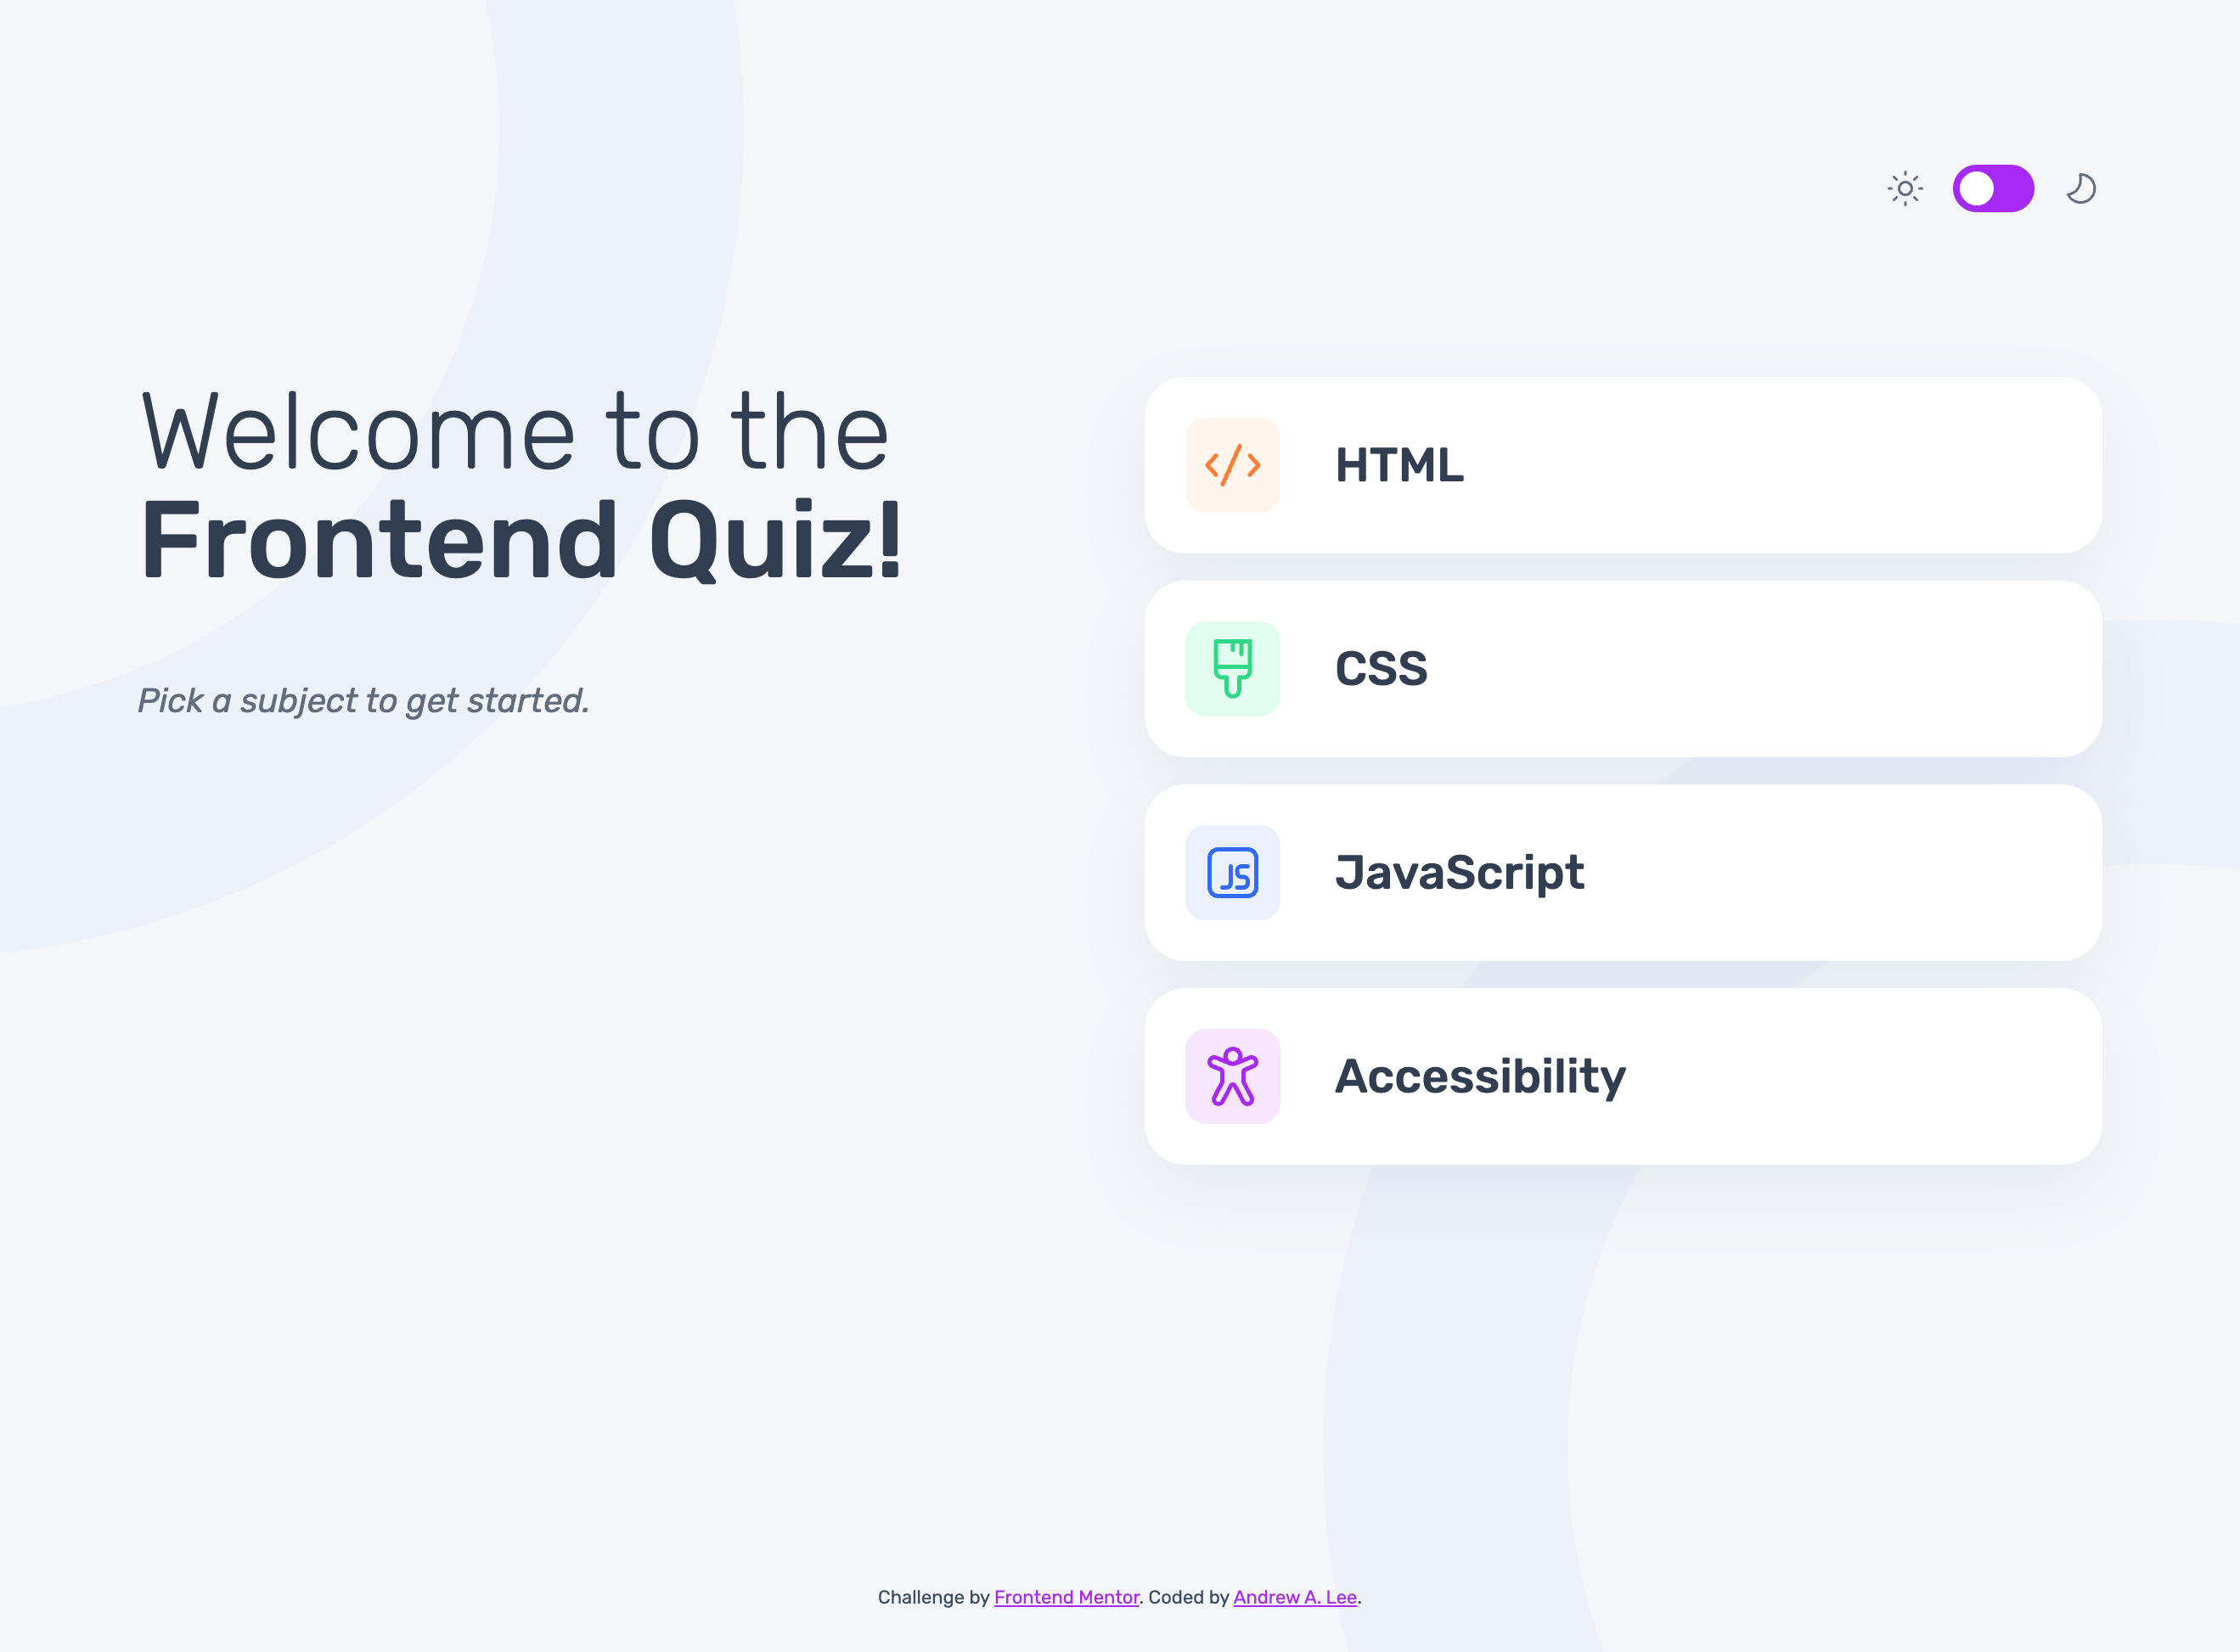 Welcome to the
Frontend Quiz!
Pick a subject to get started.
HTML
CSS
JS
JavaScript
Accessibility
Challenge by Frontend Mentor. Coded by Andrew A. Lee.